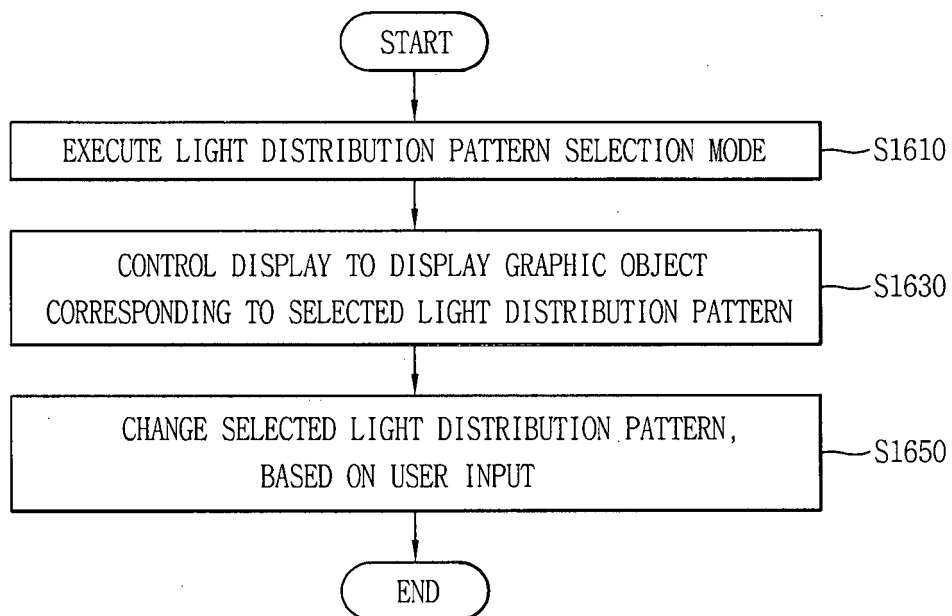 START
EXECUTE LIGHT DISTRIBUTION PATTERN SELECTION MODE
S1610
CONTROL DISPLAY TO DISPLAY GRAPHIC OBJECT
CORRESPONDING TO SELECTED LIGHT DISTRIBUTION PATTERN
S1630
CHANGE SELECTED LIGHT DISTRIBUTION PATTERN,
BASED ON USER INPUT
S1650
END